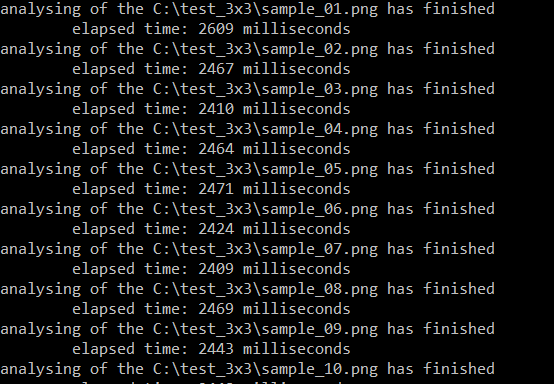 analysing of the C:\test_3x3\sample_01.png has finished
elapsed time: 2609 milliseconds
analysing of the C:\test_3x3\sample_02.png has finished
elapsed time: 2467 milliseconds
analysing of the C:\test_3x3\sample_03.png has finished
elapsed time: 2410 milliseconds
analysing of the C:\test_3x3\sample_04.png has finished
elapsed time: 2464 milliseconds
analysing of the C:\test_3x3\sample_05.png has finished
elapsed time: 2471 milliseconds
analysing of the C:\test_3x3\sample_06.png has finished
elapsed time: 2424 milliseconds
analysing of the C:\test_3x3\sample_07.png has finished
elapsed time: 2409 milliseconds
analysing of the C:\test_3x3\sample_08.png has finished
elapsed time: 2469 milliseconds
analysing of the C:\test_3x3\sample_09.png has finished
elapsed time: 2443 milliseconds
analysing of the C:\test_3x3\sample_10.png has finished
elapsed time: milliseconds